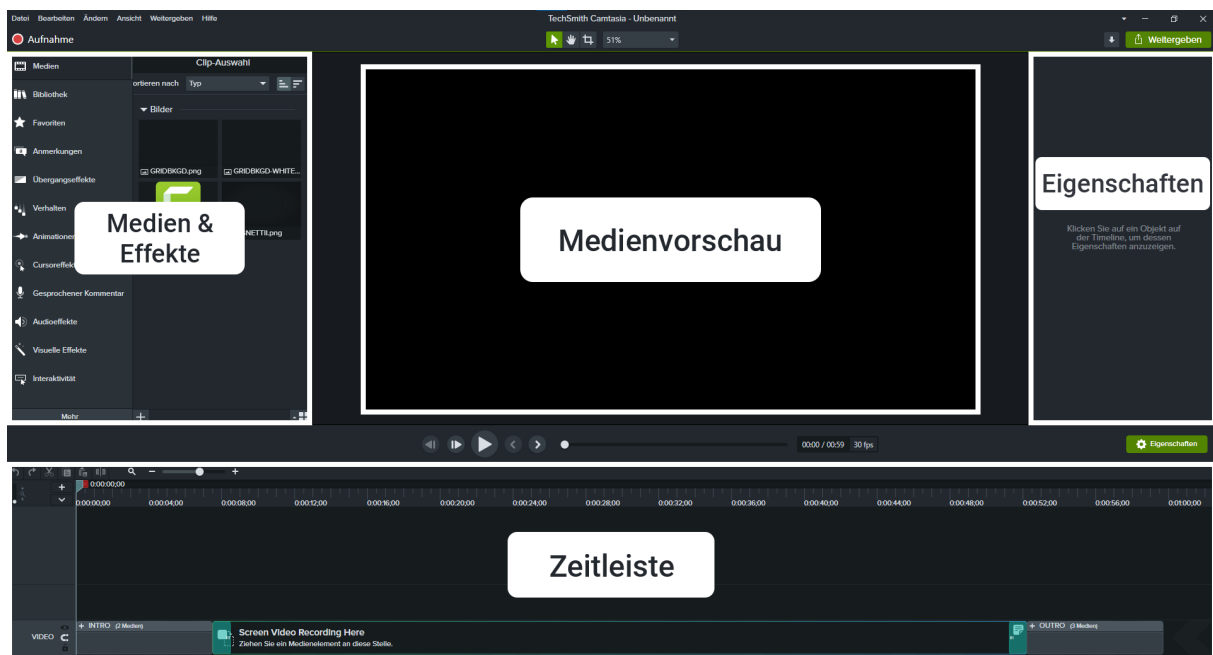 Datei Bearbeiten Ändern Ansicht Weitergeben Hilfe
TechSmith Camtasia - Unbenannt
Aufnahme
51%
Weitergeben
Medien
Bibliothek
Favoriten
Anmerkungen
Übergangseffekte
Verhalten
Animationen
Cursoreffek
Gesprochener Kommentar
Audioeffekte
Visuelle Effekte
Interaktivität
Mehr
Clip-Auswahl
ortieren nach Typ
Bilder
GRIDBKGD.png GRIDBKGD-WHITE...
NETTII.png
Medien &
Effekte
Medienvorschau
Eigenschaften
Klicken Sie auf ein Objekt auf
der Timeline, um dessen
Eigenschaften anzuzeigen.
00:00 / 00:59 30 fps
Eigenschaften
0:00:00;00
0:00:00;00 0:00:04;00 0:00:08;00 0:00:12;00 0:00:16;00 0:00:20;00 0:00:24;00 0:00:28;00 0:00:32;00 0:00:36;00 0:00:40;00 0:00:44;00 0:00:48;00 0:00:52;00 0:00:56;00 0:01:00;00
Zeitleiste
VIDEO
+ INTRO (2 Medien)
Screen Video Recording Here
Ziehen Sie ein Medienelement an diese Stelle.
+ OUTRO (3 Medien)